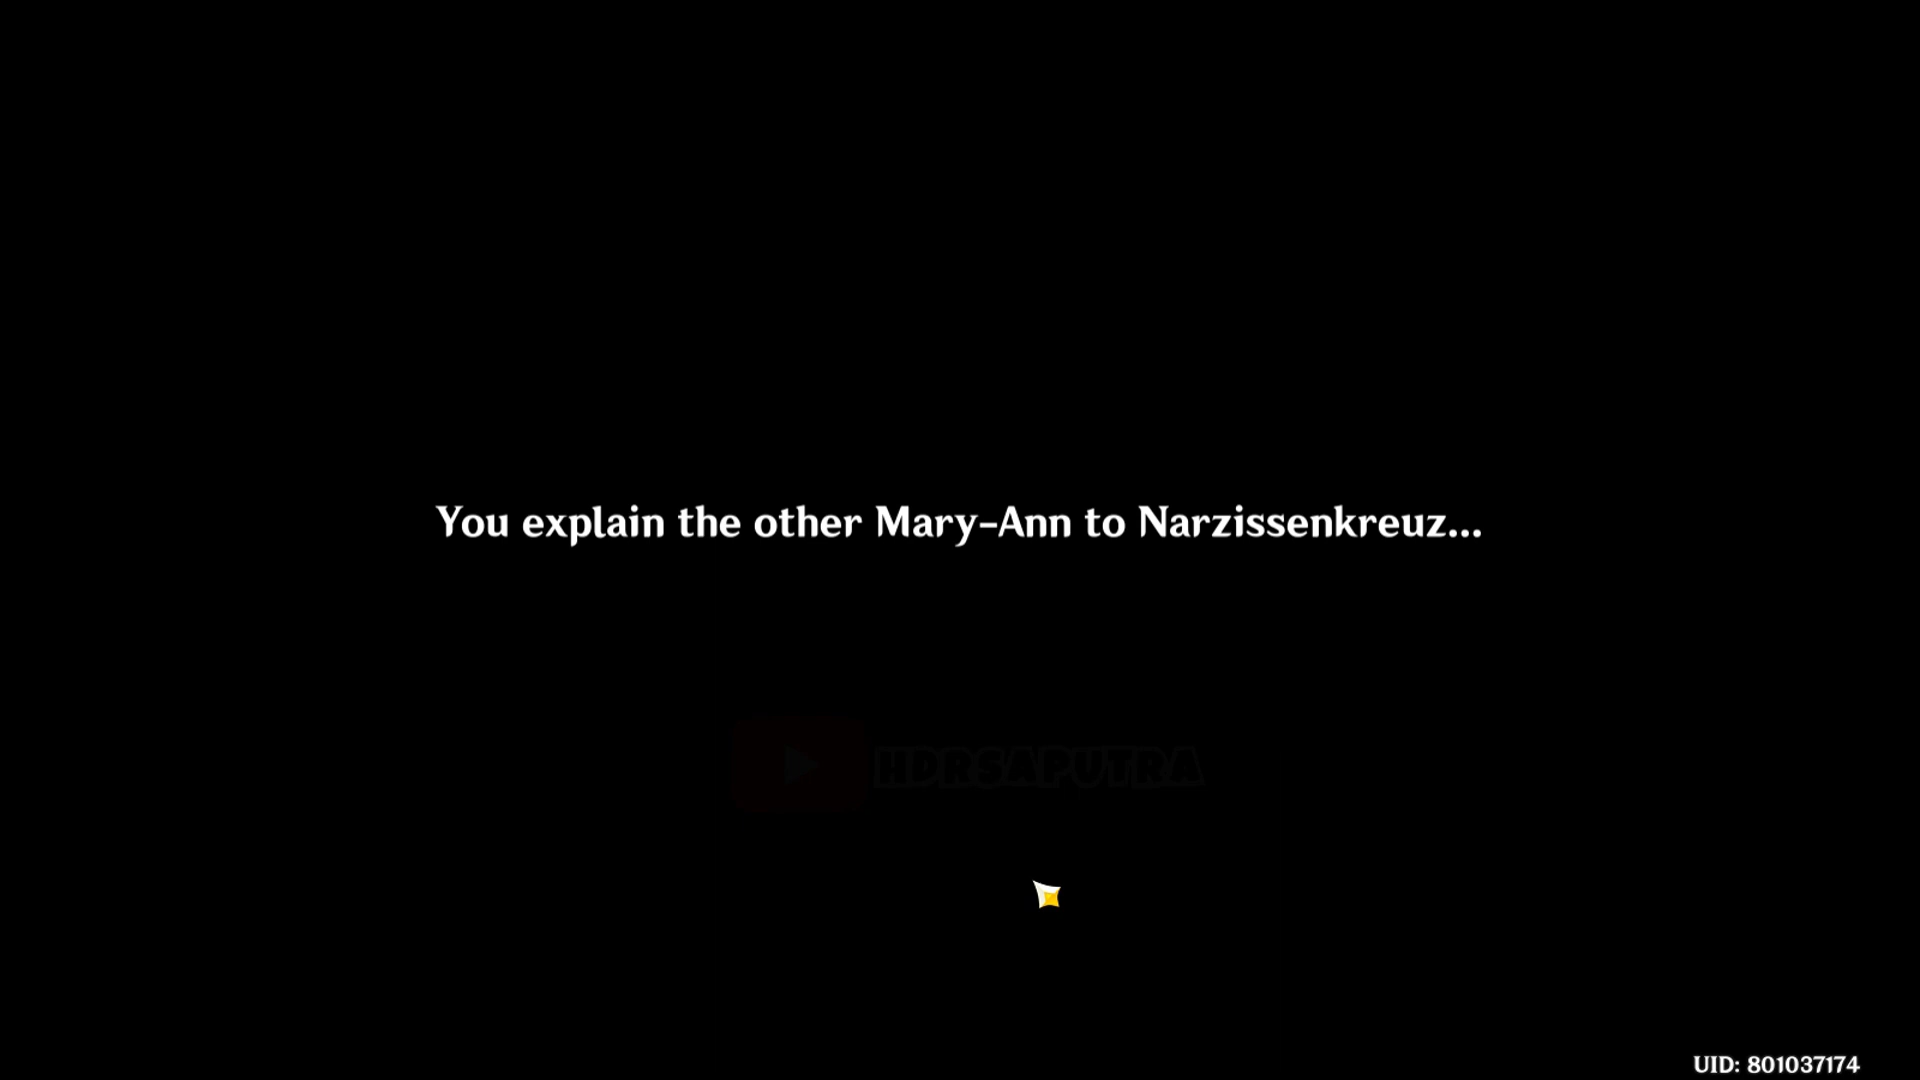 You explain the other Mary-Ann to Narzissenkreuz...
HDRSAPUTRA
UID: 801037174